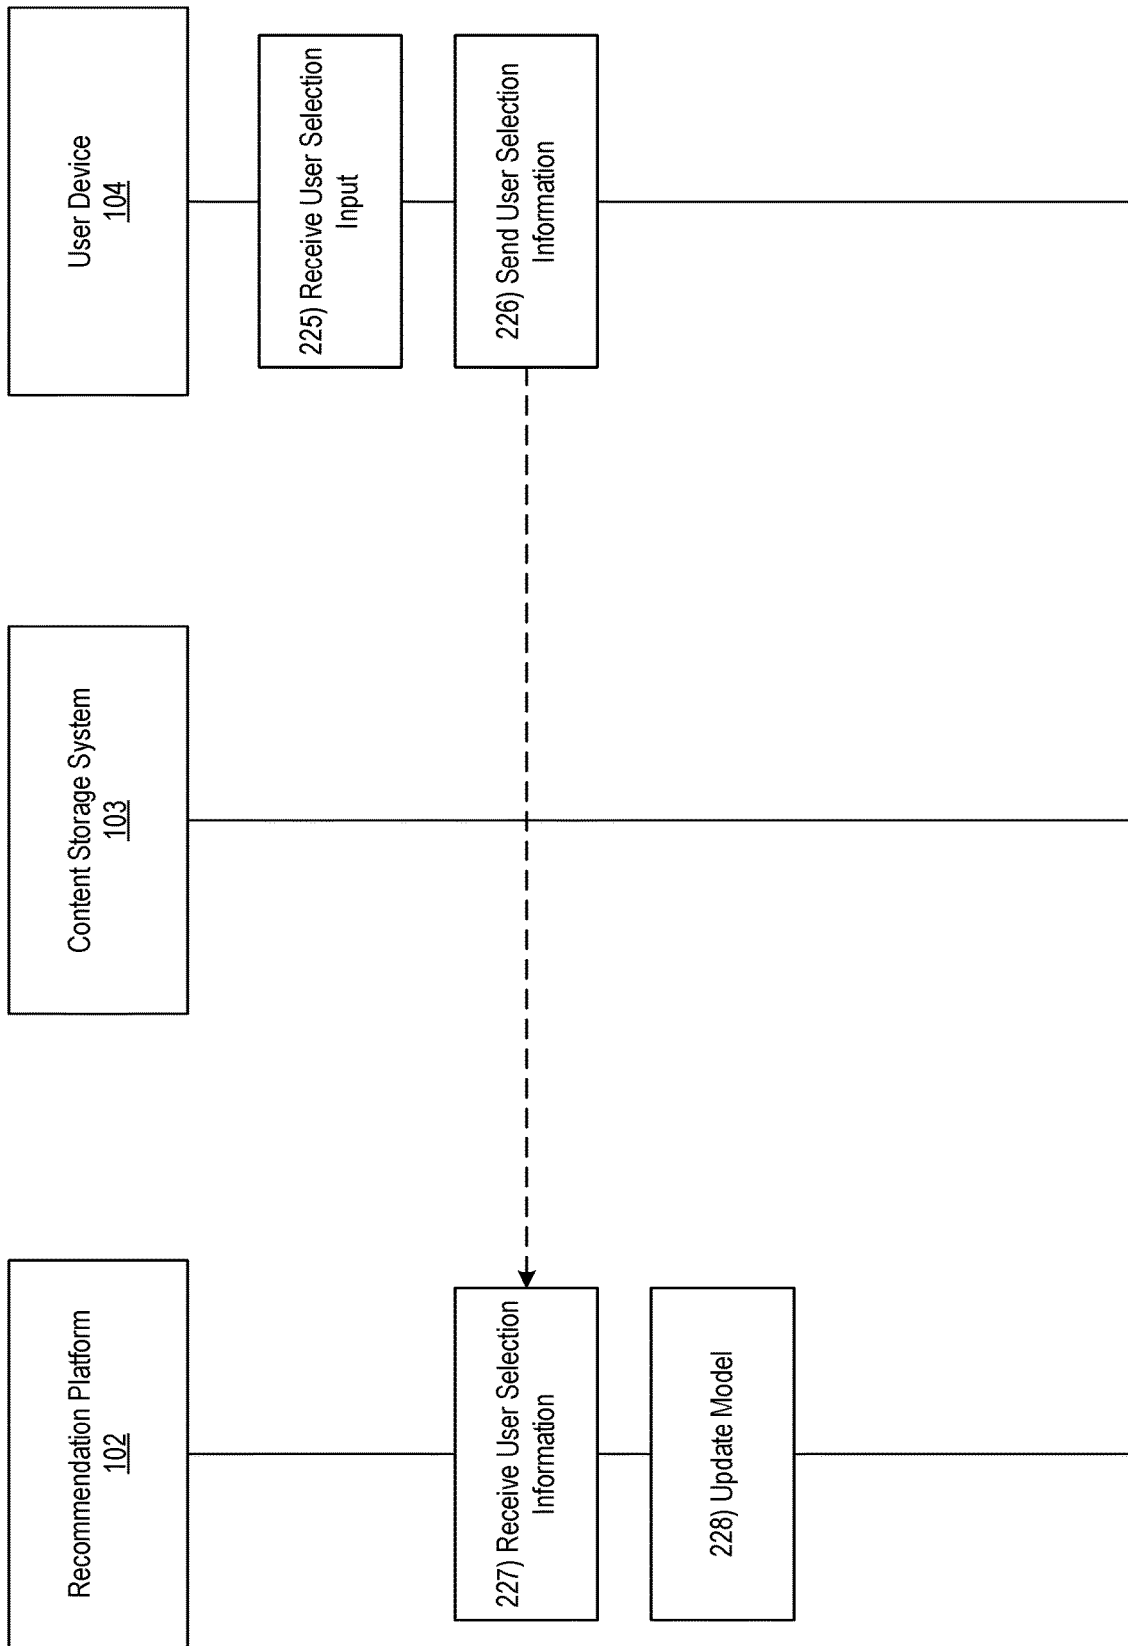 Recommendation Platform
102
Content Storage System
103
User Device
104
225) Receive User Selection
Input
226) Send User Selection
Information
227) Receive User Selection
Information
228) Update Model